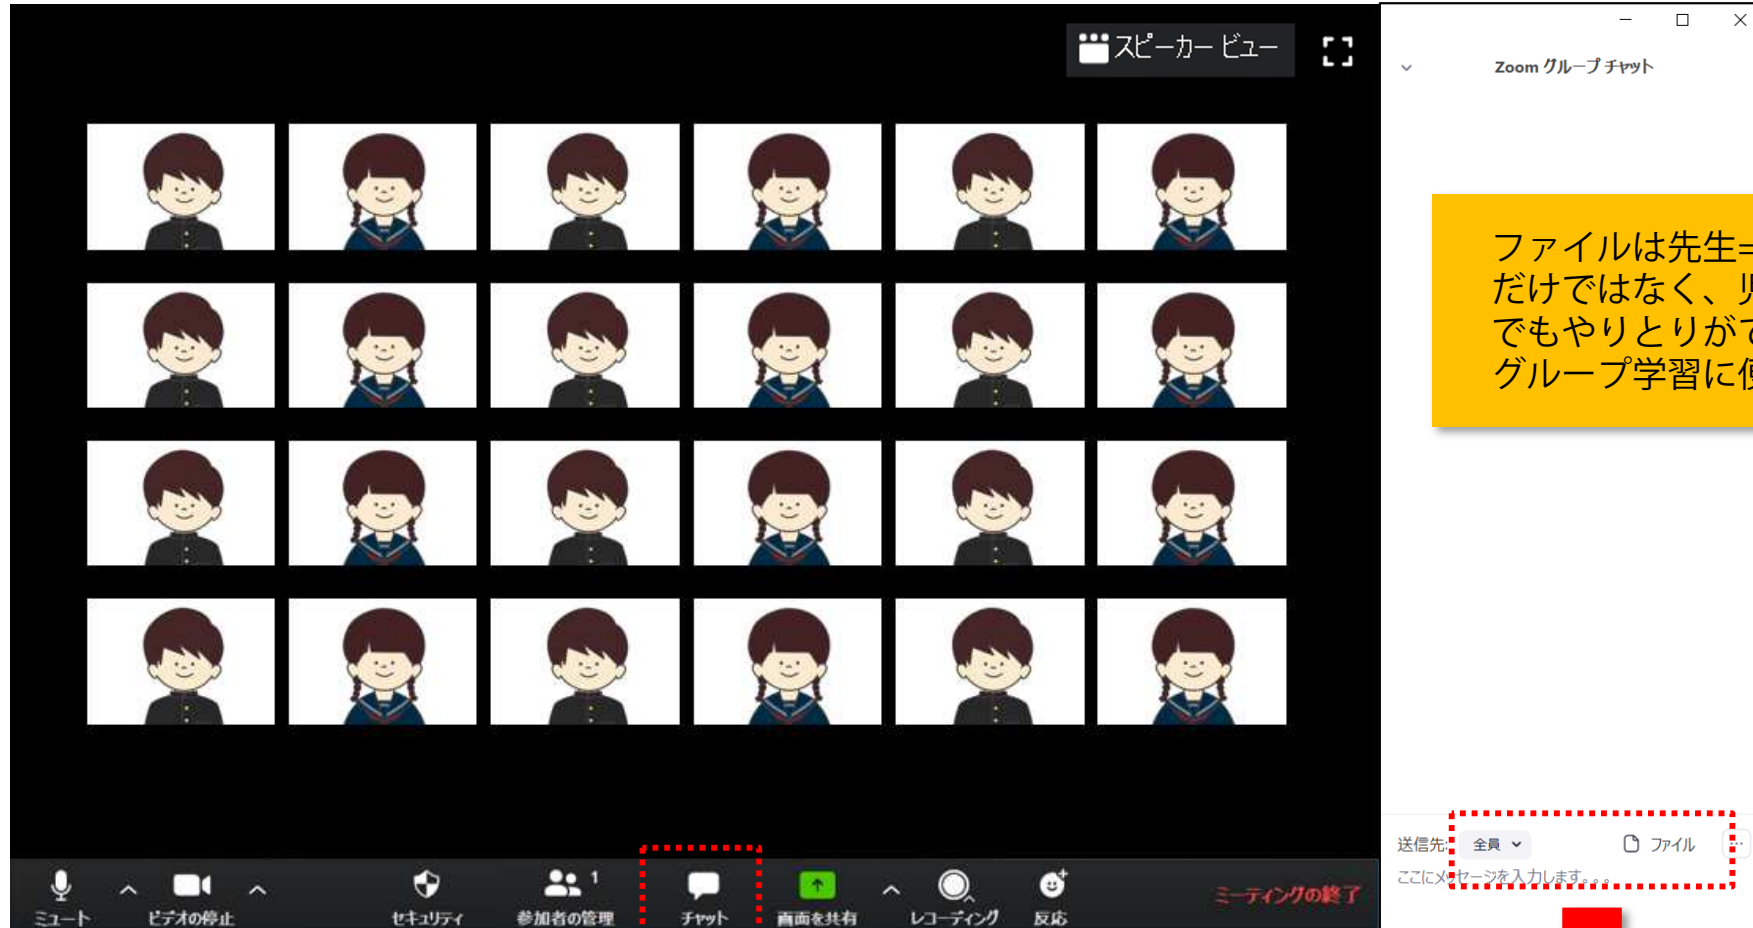 スピーカー ビュー
Zoom グループ チャット
ファイルは先生=
だけではなく、
でもやりとりが
グループ学習に
送信先: 全員 ファイル
ここにメッセージを入力します。。。
ミュート ビデオの停止 セキュリティ 参加者の管理 1 チャット 画面を共有 レコーディング 反応 ミーティングの終了